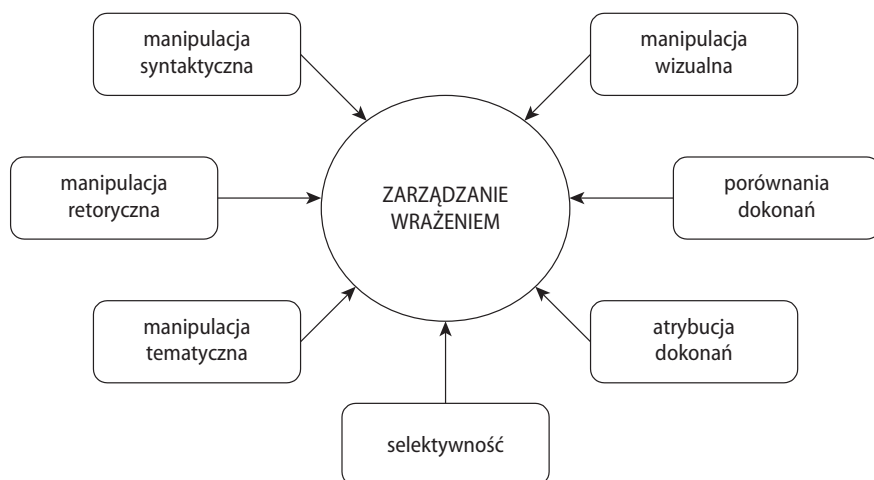 manipulacja
syntaktyczna
manipulacja
wizualna
manipulacja
retoryczna
ZARZĄDZANIE
WRAŻENIEM
porównania
dokonań
manipulacja
tematyczna
atrybucja
dokonań
selektywność